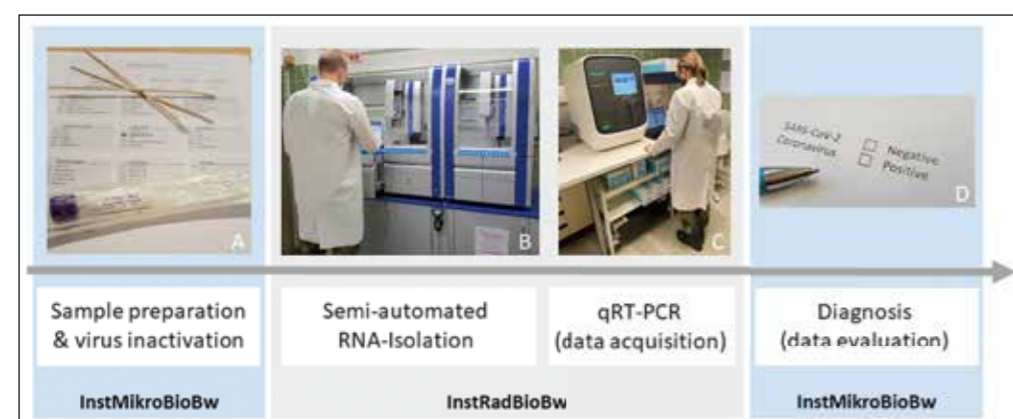 A
B
C
SARS-CoV-2
Coronavirus
Negative
Positive
D
Sample preparation
& virus inactivation
Semi-automated
RNA-Isolation
qRT-PCR
(data acquisition)
Diagnosis
(data evaluation)
InstMikroBioBw
InstRadBioBw
InstMikroBioBw